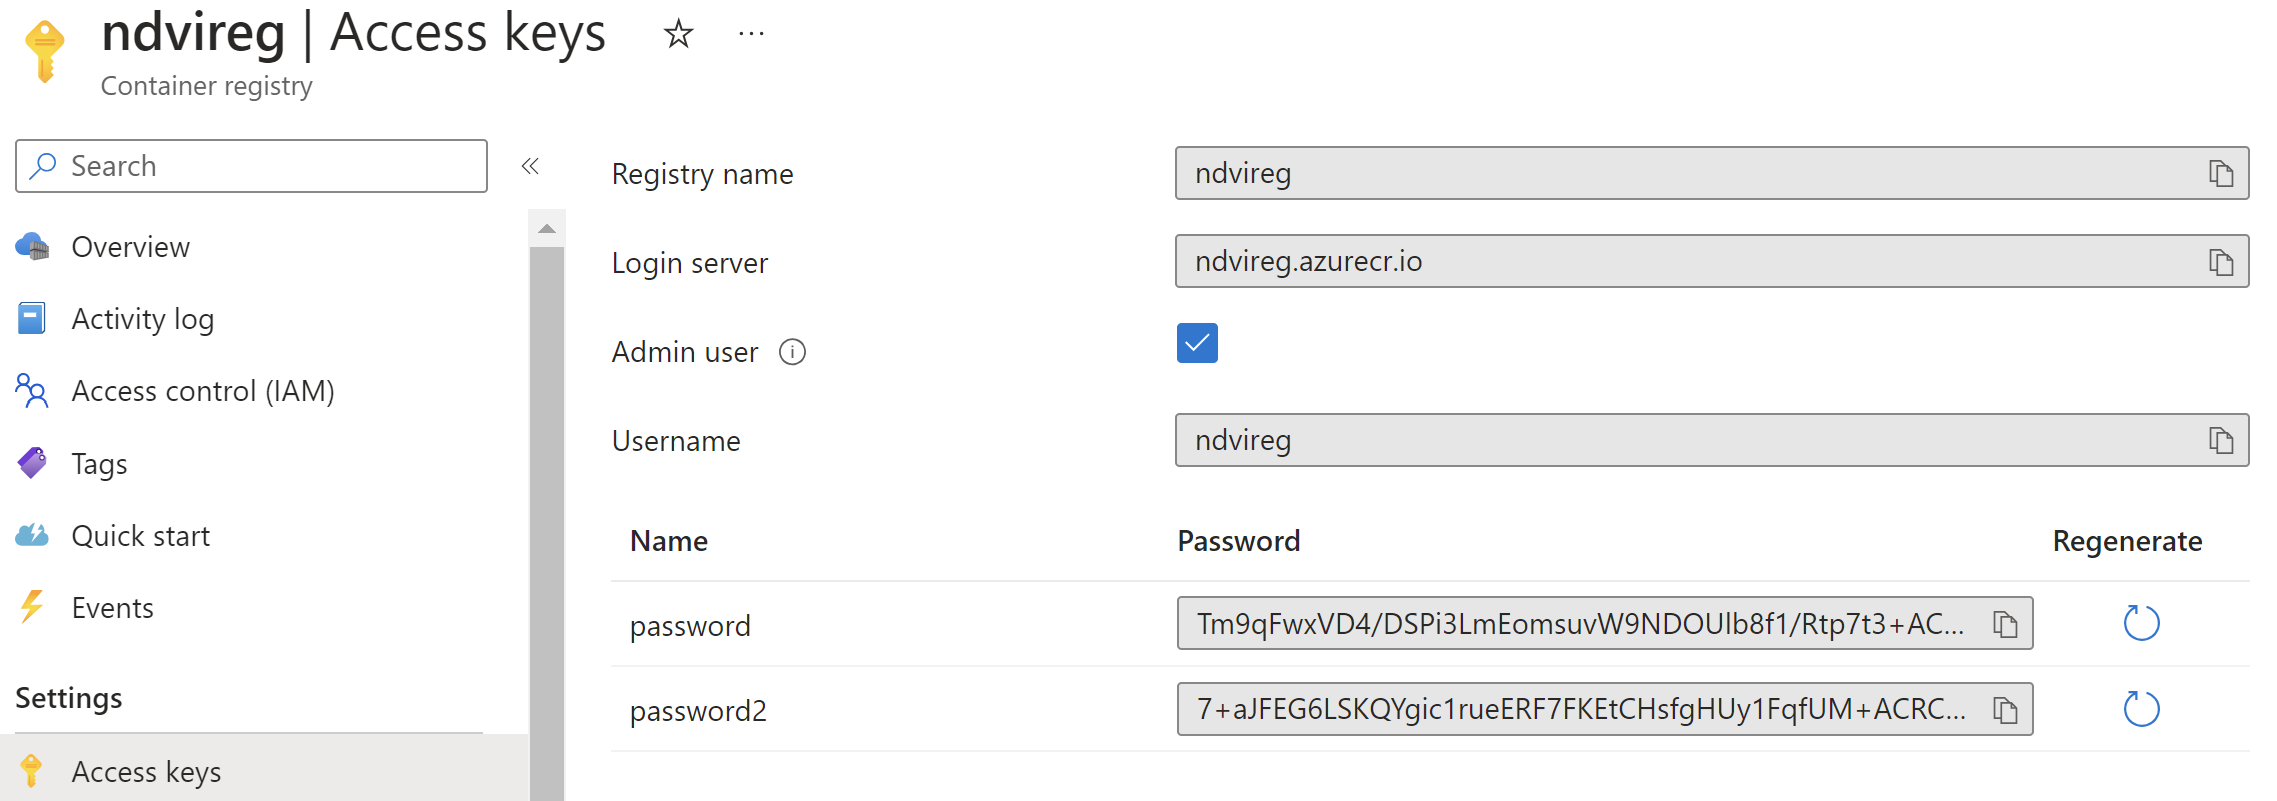 ndvireg | Access keys
Container registry
Search
Overview
Activity log
Access control (IAM)
Tags
Quick start
Events
Settings
Access keys
Registry name
ndvireg
Login server
ndvireg.azurecr.io
Admin user
Username
ndvireg
Name Password Regenerate
password Tm9qFwxVD4/DSPi3LmEomsuvW9NDOUlb8f1/Rtp7t3+AC...
password2 7+aJFEG6LSKQYgic1rueERF7FKEtCHsfgHUy1FqfUM+ACRC...